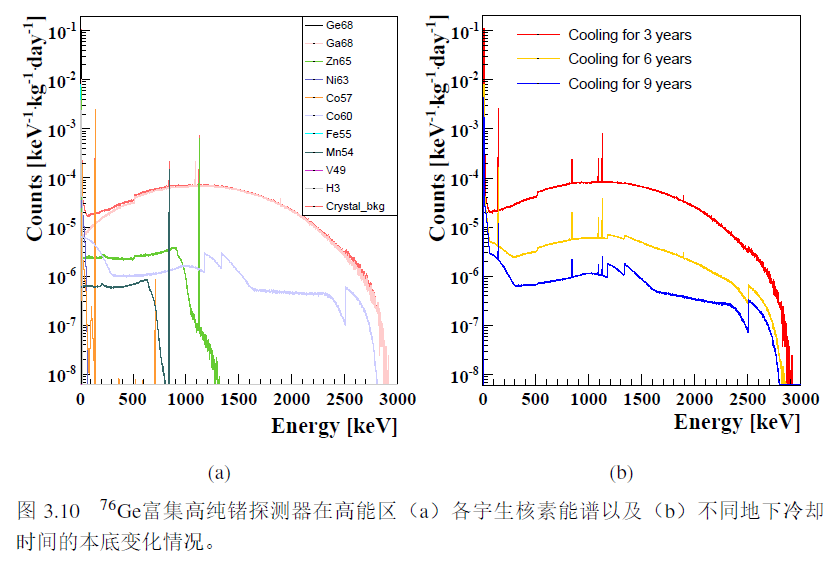 Counts [keV⁻¹·kg⁻¹·day⁻¹]
10⁻¹
10⁻²
10⁻³
10⁻⁴
10⁻⁵
10⁻⁶
10⁻⁷
10⁻⁸
Ge68
Ga68
Zn65
Ni63
Co57
Co60
Fe55
Mn54
V49
H3
Crystal_bkg
0 500 1000 1500 2000 2500 3000
Energy [keV]
(a)
Counts [keV⁻¹·kg⁻¹·day⁻¹]
10⁻¹
10⁻²
10⁻³
10⁻⁴
10⁻⁵
10⁻⁶
10⁻⁷
10⁻⁸
Cooling for 3 years
Cooling for 6 years
Cooling for 9 years
0 500 1000 1500 2000 2500 3000
Energy [keV]
(b)
图 3.10 ⁷⁶Ge富集高纯锗探测器在高能区（a）各宇生核素能谱以及（b）不同地下冷却
时间的本底变化情况。